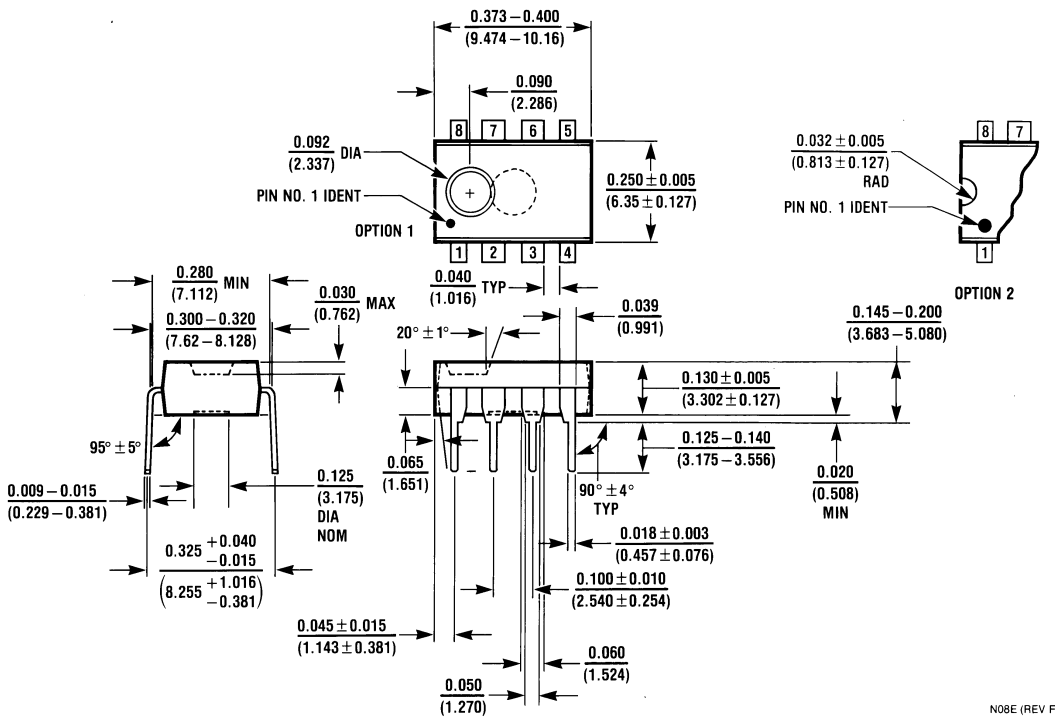 0.373 – 0.400
(9.474 – 10.16)
0.090
(2.286)
8 7 6 5
0.092
(2.337)
DIA
PIN NO. 1 IDENT
OPTION 1
+
1 2 3 4
0.250 ± 0.005
(6.35 ± 0.127)
0.032 ± 0.005
(0.813 ± 0.127)
RAD
PIN NO. 1 IDENT
8 7
1
OPTION 2
0.280
(7.112)
MIN
0.300 – 0.320
(7.62 – 8.128)
0.030
(0.762)
MAX
0.040
(1.016)
TYP
20° ± 1°
0.039
(0.991)
0.145 – 0.200
(3.683 – 5.080)
0.130 ± 0.005
(3.302 ± 0.127)
0.125 – 0.140
(3.175 – 3.556)
0.020
(0.508)
MIN
95° ± 5°
0.009 – 0.015
(0.229 – 0.381)
0.125
(3.175)
DIA
NOM
0.065
(1.651)
90° ± 4°
TYP
0.325 +0.040
−0.015
(8.255 +1.016
−0.381)
0.018 ± 0.003
(0.457 ± 0.076)
0.100 ± 0.010
(2.540 ± 0.254)
0.045 ± 0.015
(1.143 ± 0.381)
0.060
(1.524)
0.050
(1.270)
N08E (REV F